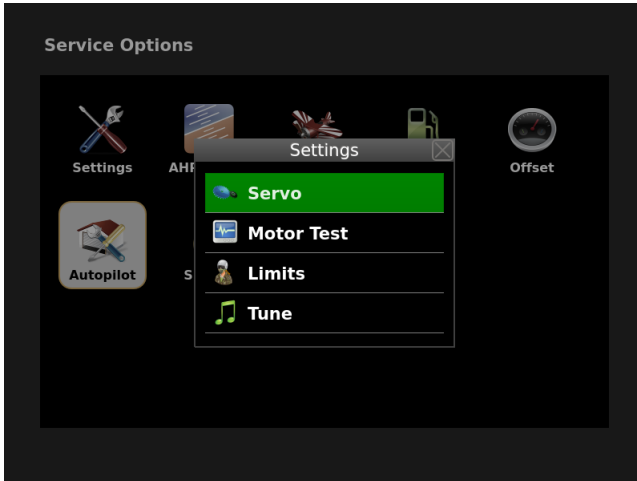 Service Options
Settings
Settings
Offset
Servo
Motor Test
Limits
Tune
Autopilot